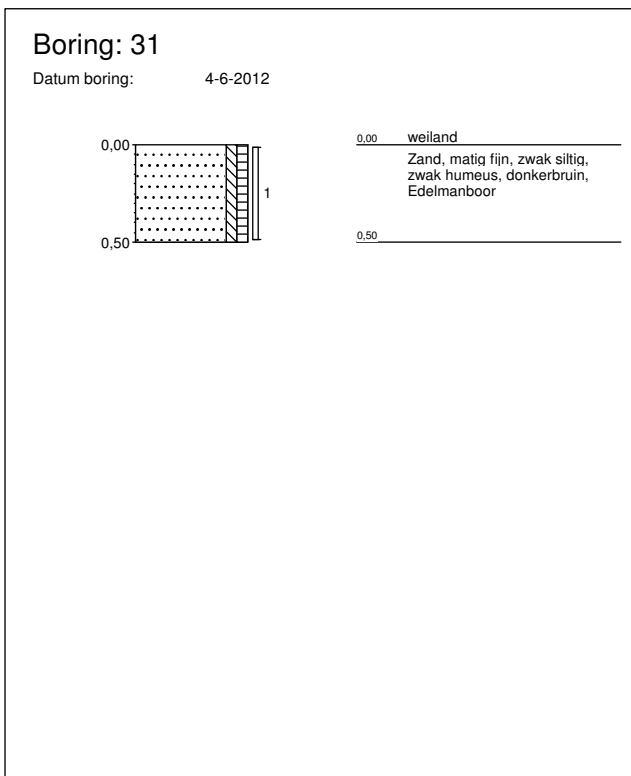 Boring: 31
Datum boring: 4-6-2012
0,00
1
0,50
0,00 weiland
Zand, matig fijn, zwak siltig,
zwak humeus, donkerbruin,
Edelmanboor
0,50